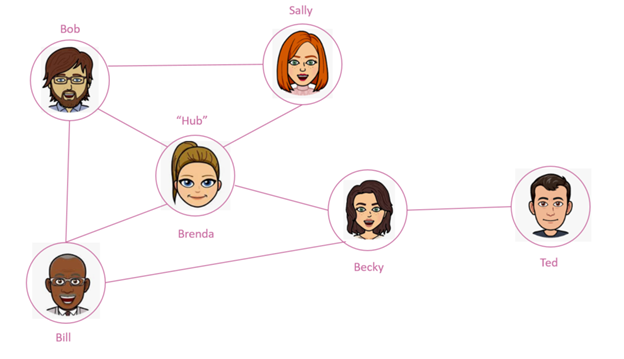 Sally
Bob
“Hub”
Brenda
Becky
Ted
Bill